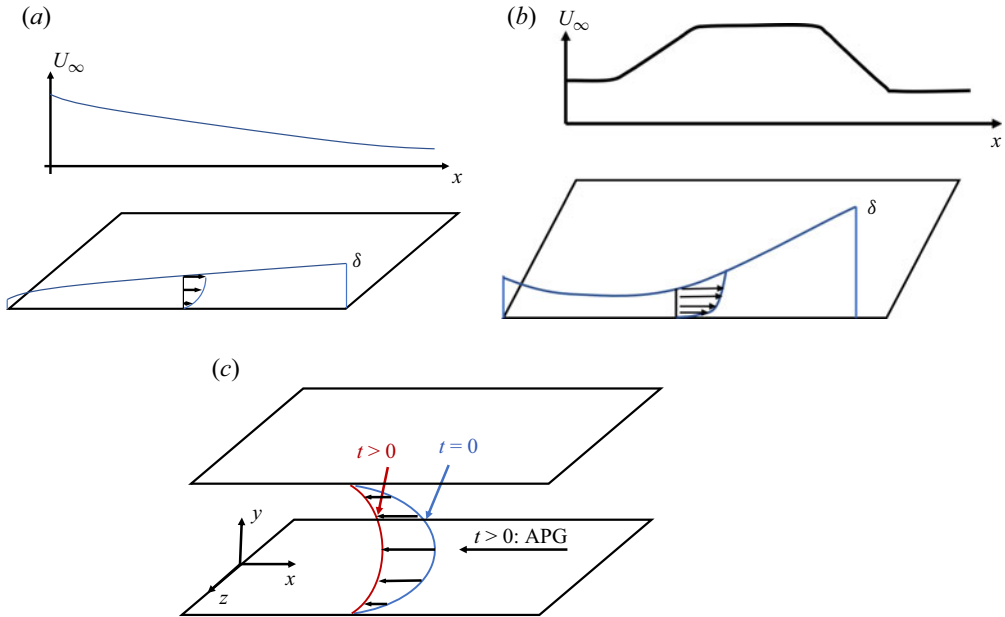 (a)
U∞
x
δ
(b)
U∞
x
δ
(c)
t > 0
t = 0
y
t > 0: APG
x
z